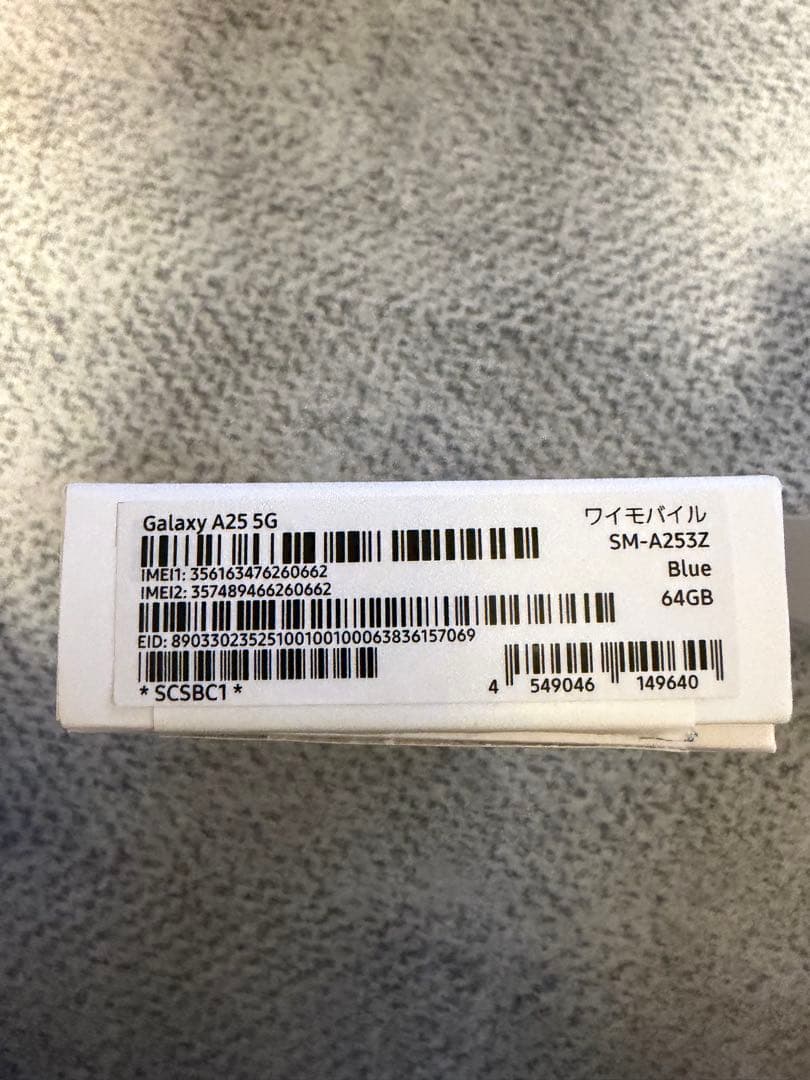 Galaxy A25 5G
ワイモバイル
SM-A253Z
IMEI1: 356163476260662
Blue
IMEI2: 357489466260662
64GB
EID: 89033023525100100100063836157069
* SCSBC1 *
4 549046 149640